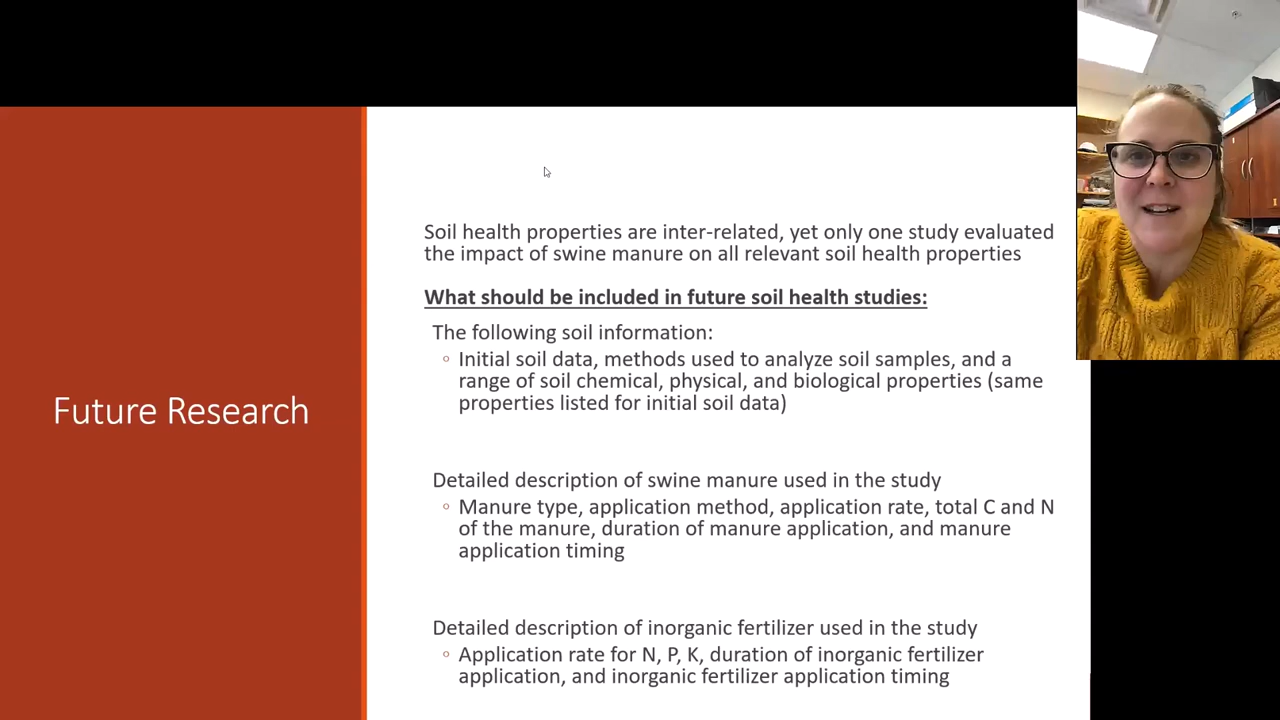 Future Research
Soil health properties are inter-related, yet only one study evaluated
the impact of swine manure on all relevant soil health properties
What should be included in future soil health studies:
The following soil information:
◦ Initial soil data, methods used to analyze soil samples, and a
range of soil chemical, physical, and biological properties (same
properties listed for initial soil data)
Detailed description of swine manure used in the study
◦ Manure type, application method, application rate, total C and N
of the manure, duration of manure application, and manure
application timing
Detailed description of inorganic fertilizer used in the study
◦ Application rate for N, P, K, duration of inorganic fertilizer
application, and inorganic fertilizer application timing